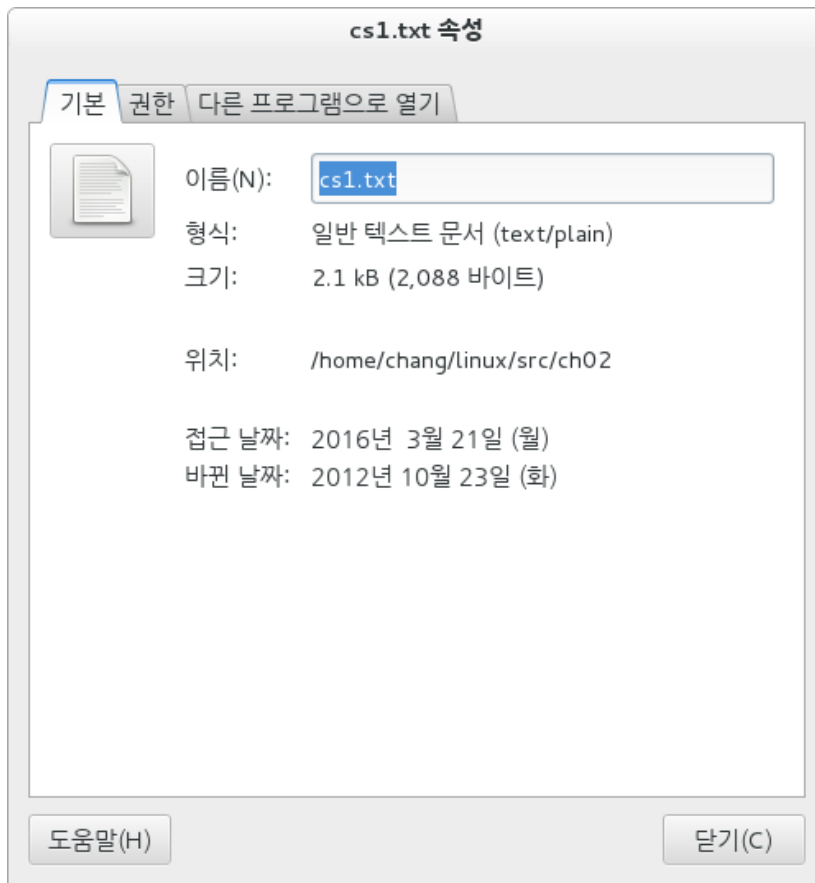 cs1.txt 속성
기본 권한 다른 프로그램으로 열기
이름(N): cs1.txt
형식: 일반 텍스트 문서 (text/plain)
크기: 2.1 kB (2,088 바이트)
위치: /home/chang/linux/src/ch02
접근 날짜: 2016년 3월 21일 (월)
바뀐 날짜: 2012년 10월 23일 (화)
도움말(H) 닫기(C)